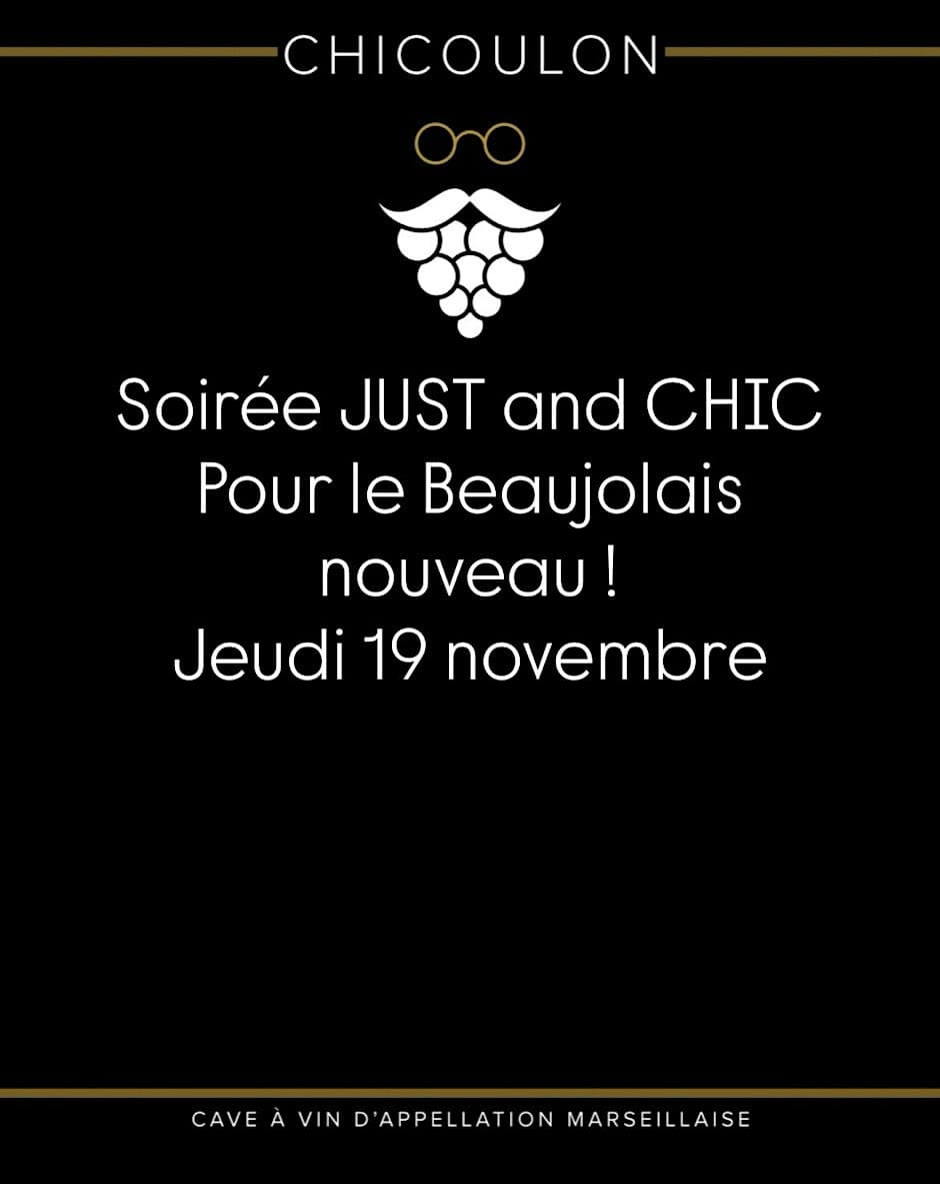 CHICOULON
Soirée JUST and CHIC
Pour le Beaujolais
nouveau !
Jeudi 19 novembre
CAVE À VIN D'APPELLATION MARSEILLAISE